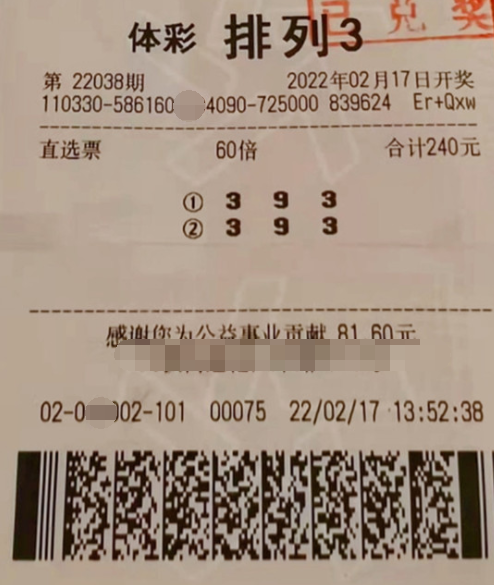 已兑奖
体彩 排列3
第 22038期 2022年02月17日开奖
110330-586160 4090-725000 839624 Er+Qxw
直选票 60倍 合计240元
① 3 9 3
② 3 9 3
感谢您为公益事业贡献 81.60元
02-0 002-101 00075 22/02/17 13:52:38